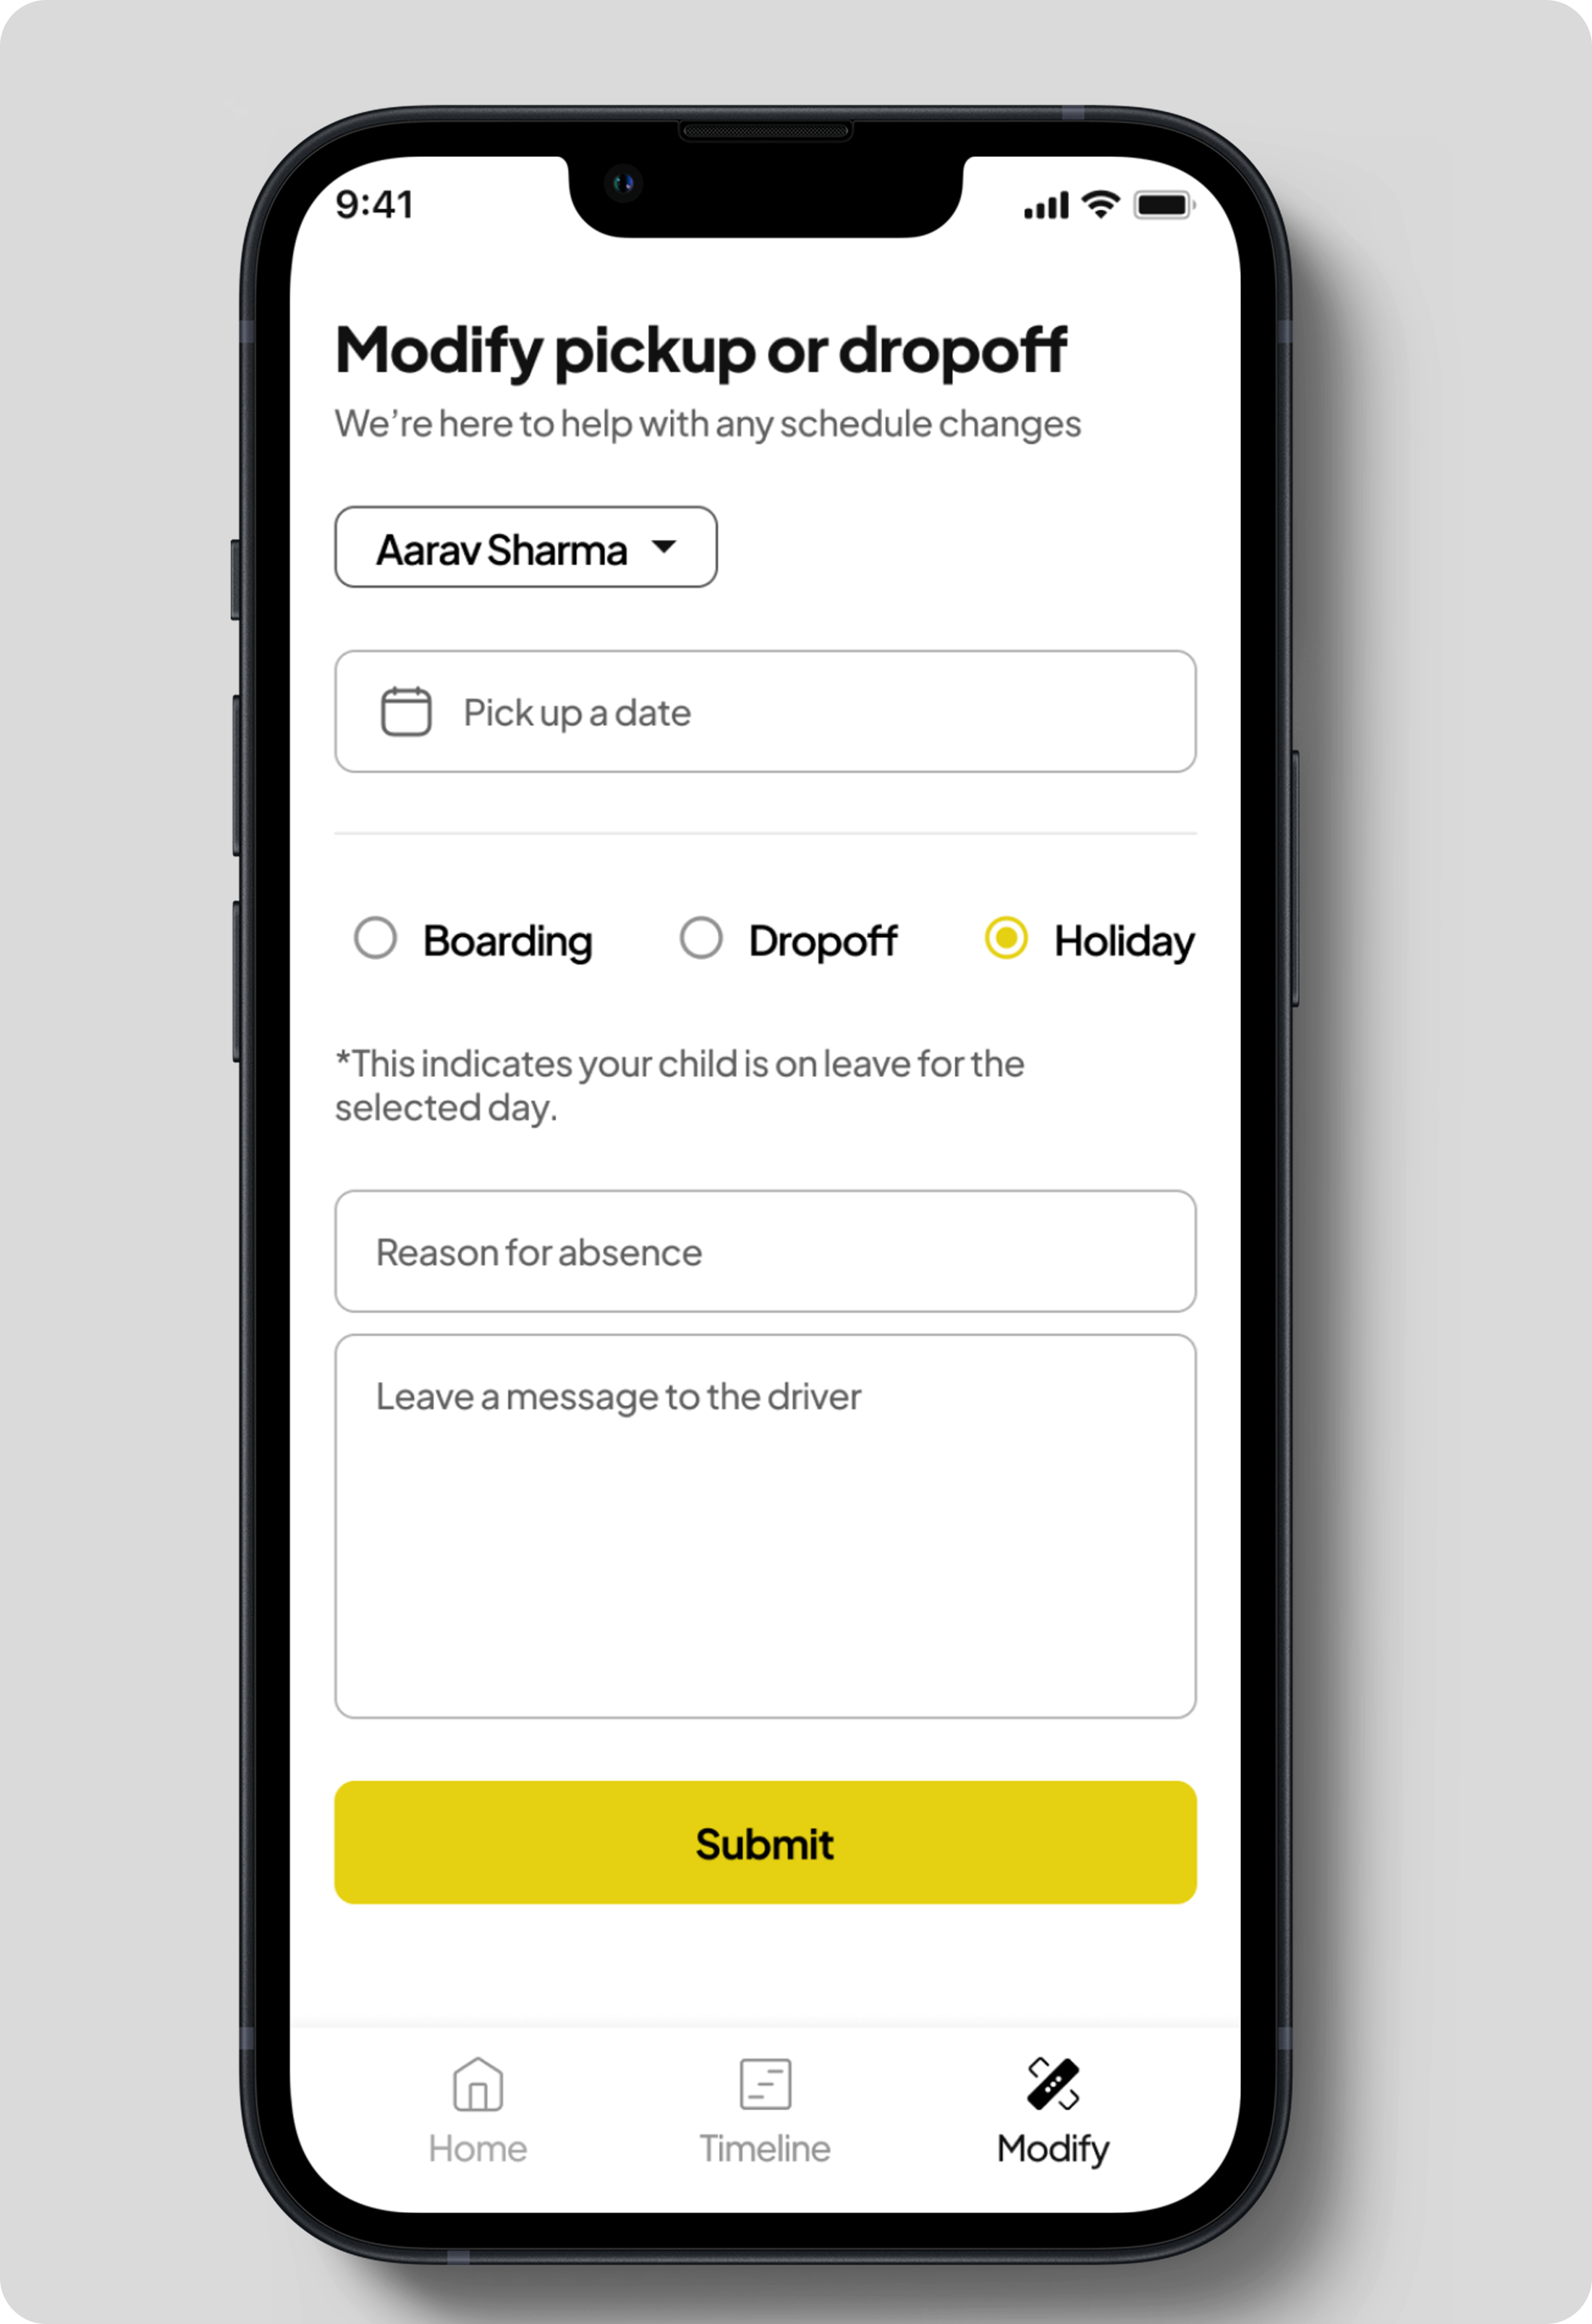 9:41
Modify pickup or dropoff
We’re here to help with any schedule changes
Aarav Sharma
Pick up a date
Boarding Dropoff Holiday
*This indicates your child is on leave for the
selected day.
Reason for absence
Leave a message to the driver
Submit
Home Timeline Modify